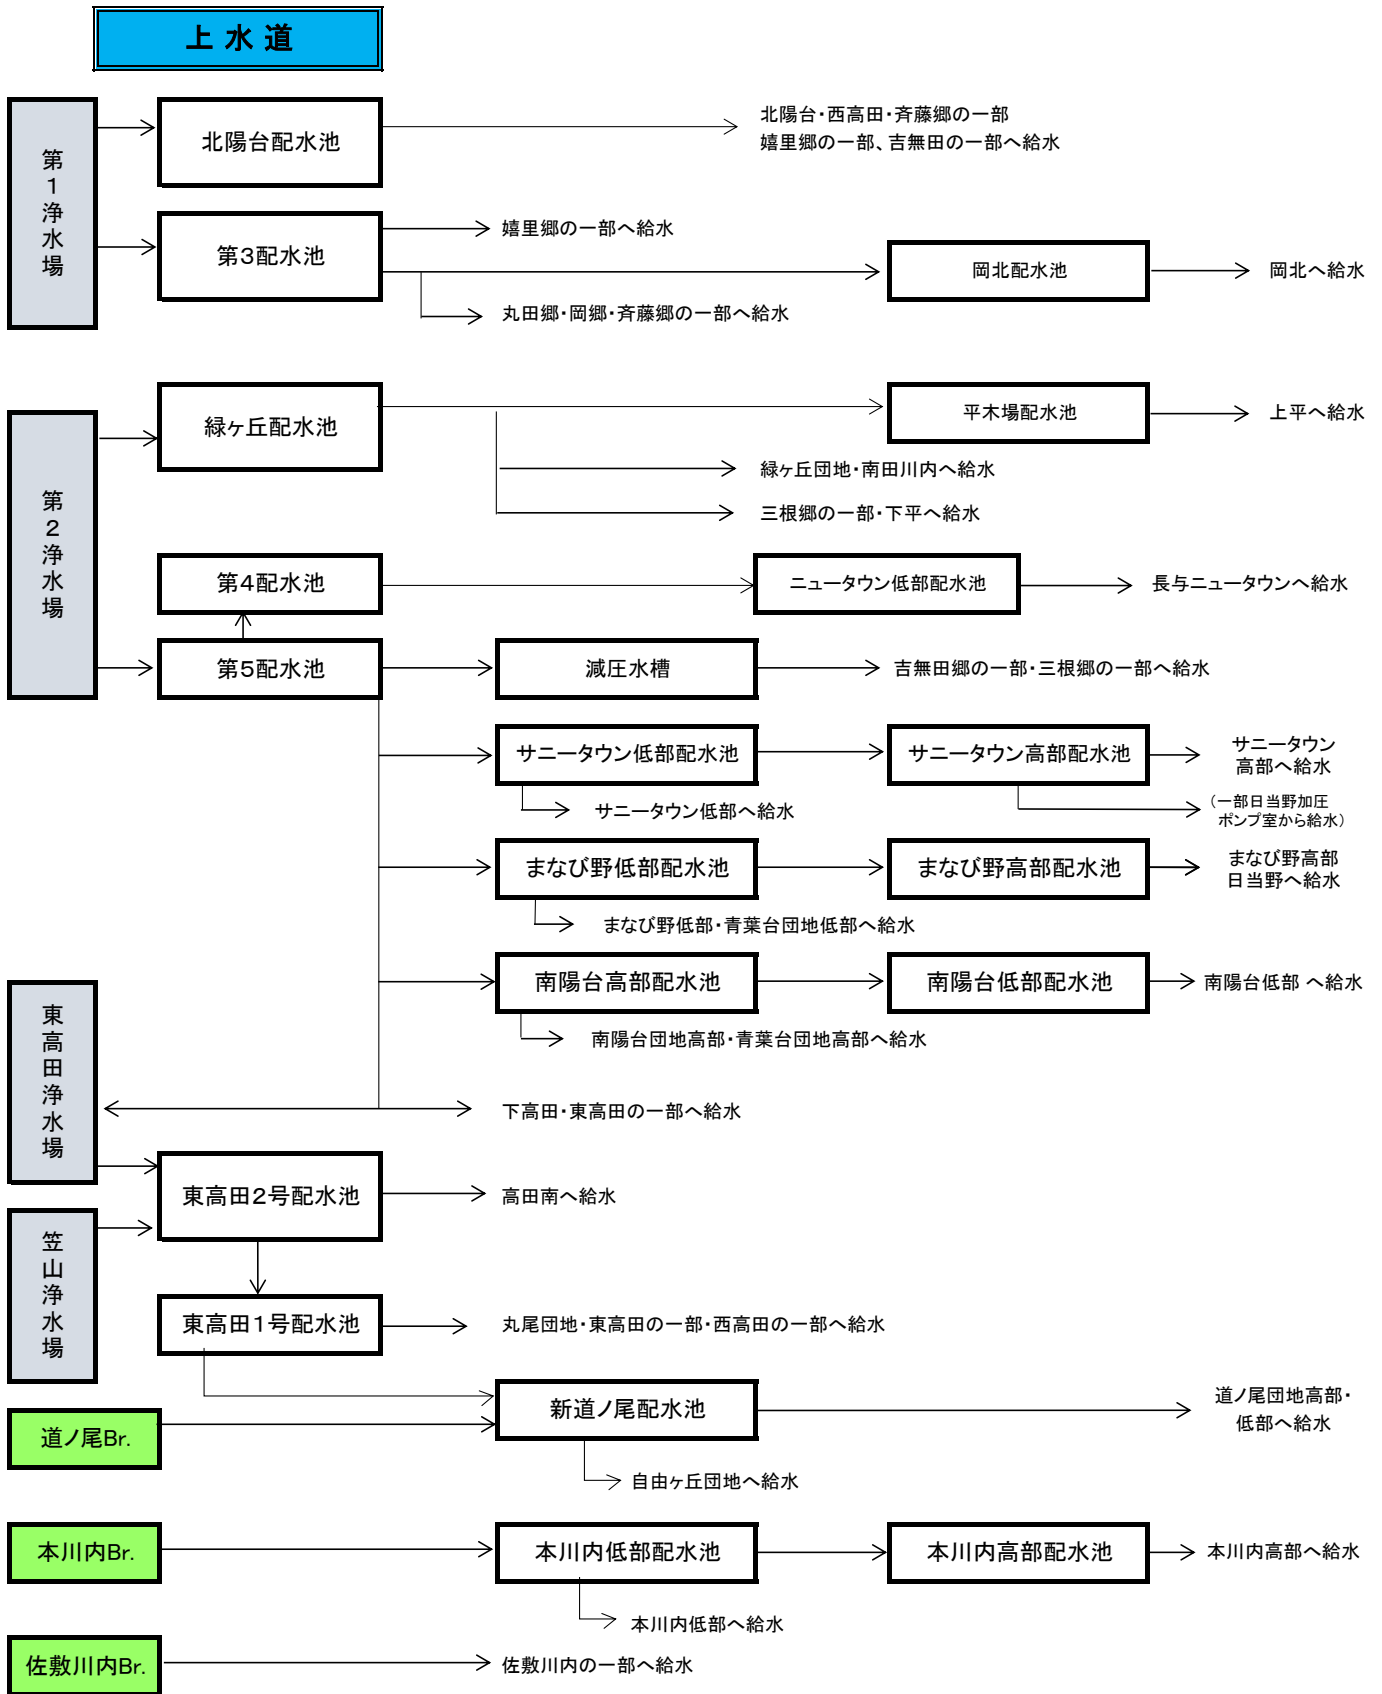 上 水 道
第1浄水場
北陽台配水池
北陽台・西高田・斉藤郷の一部
嬉里郷の一部、吉無田の一部へ給水
第3配水池
嬉里郷の一部へ給水
岡北配水池
岡北へ給水
丸田郷・岡郷・斉藤郷の一部へ給水
第2浄水場
緑ヶ丘配水池
平木場配水池
上平へ給水
緑ヶ丘団地・南田川内へ給水
三根郷の一部・下平へ給水
第4配水池
ニュータウン低部配水池
長与ニュータウンへ給水
第5配水池
減圧水槽
吉無田郷の一部・三根郷の一部へ給水
サニータウン低部配水池
サニータウン高部配水池
サニータウン
高部へ給水
サニータウン低部へ給水
（一部日当野加圧
ポンプ室から給水）
まなび野低部配水池
まなび野高部配水池
まなび野高部
日当野へ給水
まなび野低部・青葉台団地低部へ給水
南陽台高部配水池
南陽台低部配水池
南陽台低部 へ給水
南陽台団地高部・青葉台団地高部へ給水
東高田浄水場
下高田・東高田の一部へ給水
東高田2号配水池
高田南へ給水
笠山浄水場
東高田1号配水池
丸尾団地・東高田の一部・西高田の一部へ給水
新道ノ尾配水池
道ノ尾団地高部・
低部へ給水
道ノ尾Br.
自由ヶ丘団地へ給水
本川内Br.
本川内低部配水池
本川内高部配水池
本川内高部へ給水
本川内低部へ給水
佐敷川内Br.
佐敷川内の一部へ給水